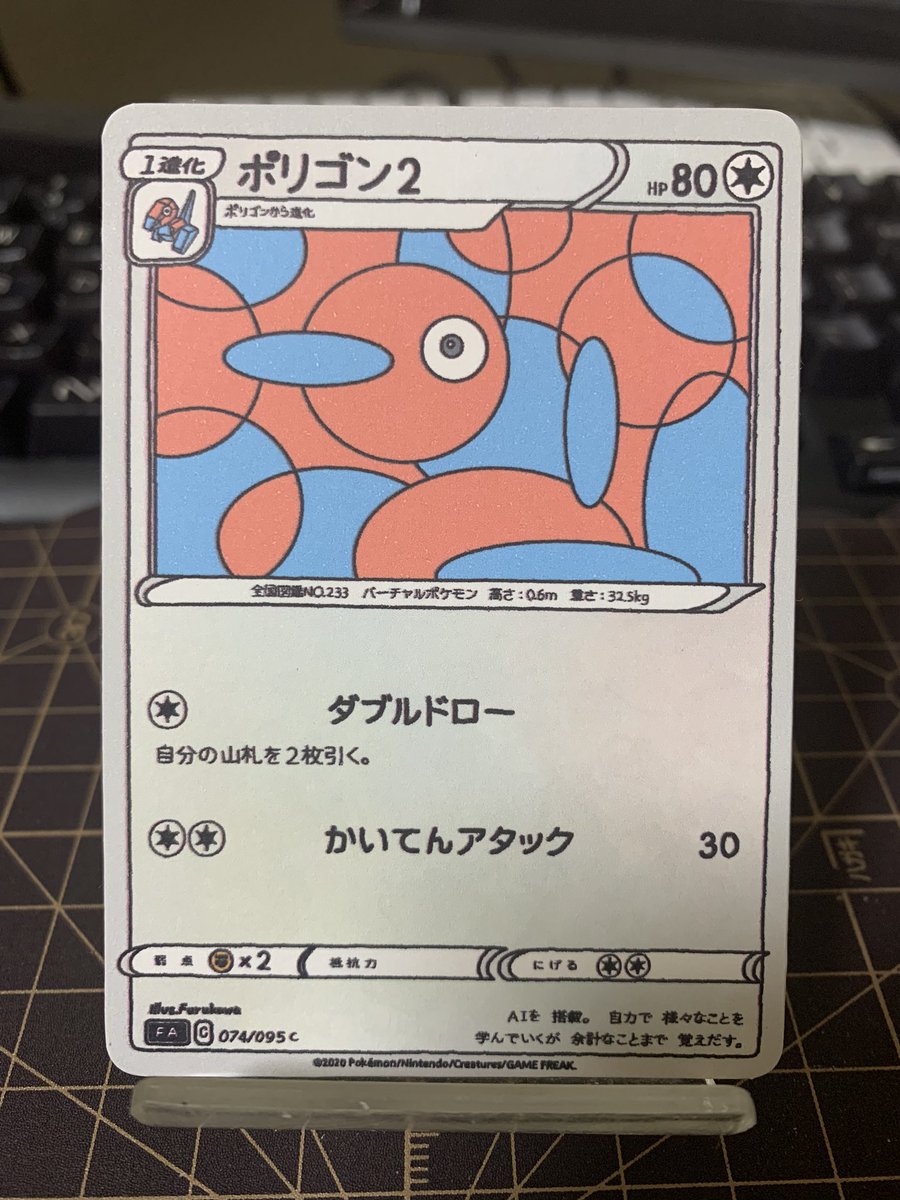 1進化
ポリゴン2
HP 80
ポリゴンから進化
全国図鑑NO.233 バーチャルポケモン 高さ:0.6m 重さ:32.5kg
ダブルドロー
自分の山札を2枚引く。
かいてんアタック 30
弱点 ×2 抵抗力 にげる
illus.Furukawa
AIを 搭載。 自力で 様々なことを
FA C 074/095 C
学んでいくが 余計なことまで 覚えだす。
©2020 Pokémon/Nintendo/Creatures/GAME FREAK.